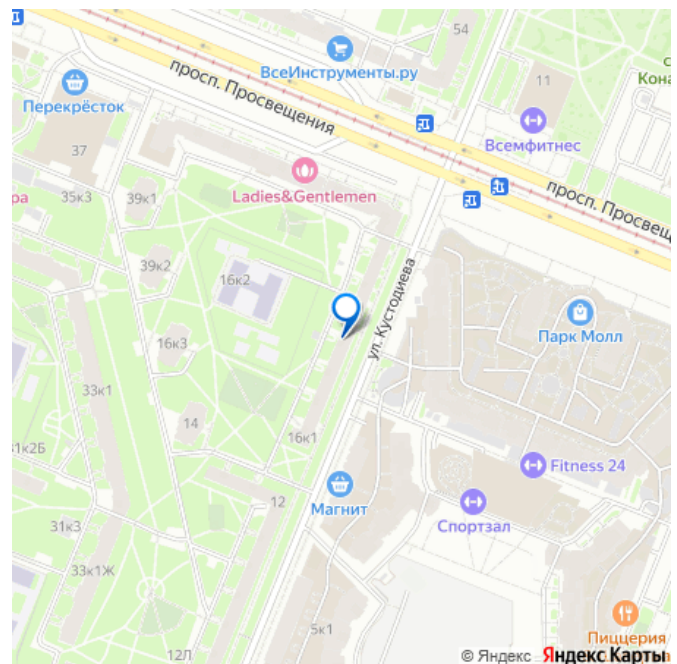 54
ВсеИнструменты.ру
11
Перекрёсток
просп. Просвещения
Всемфитнес
37
Ladies&Gentlemen
35к3
39к1
просп. Просвещ
39к2
16к2
ул. Кустодиева
Парк Молл
16к3
33к1
14
16к1
31к2Б
Fitness 24
12
Магнит
Спортзал
31к3
33к1Ж
5к1
Пиццерия
12Л
© Яндекс Яндекс Карты